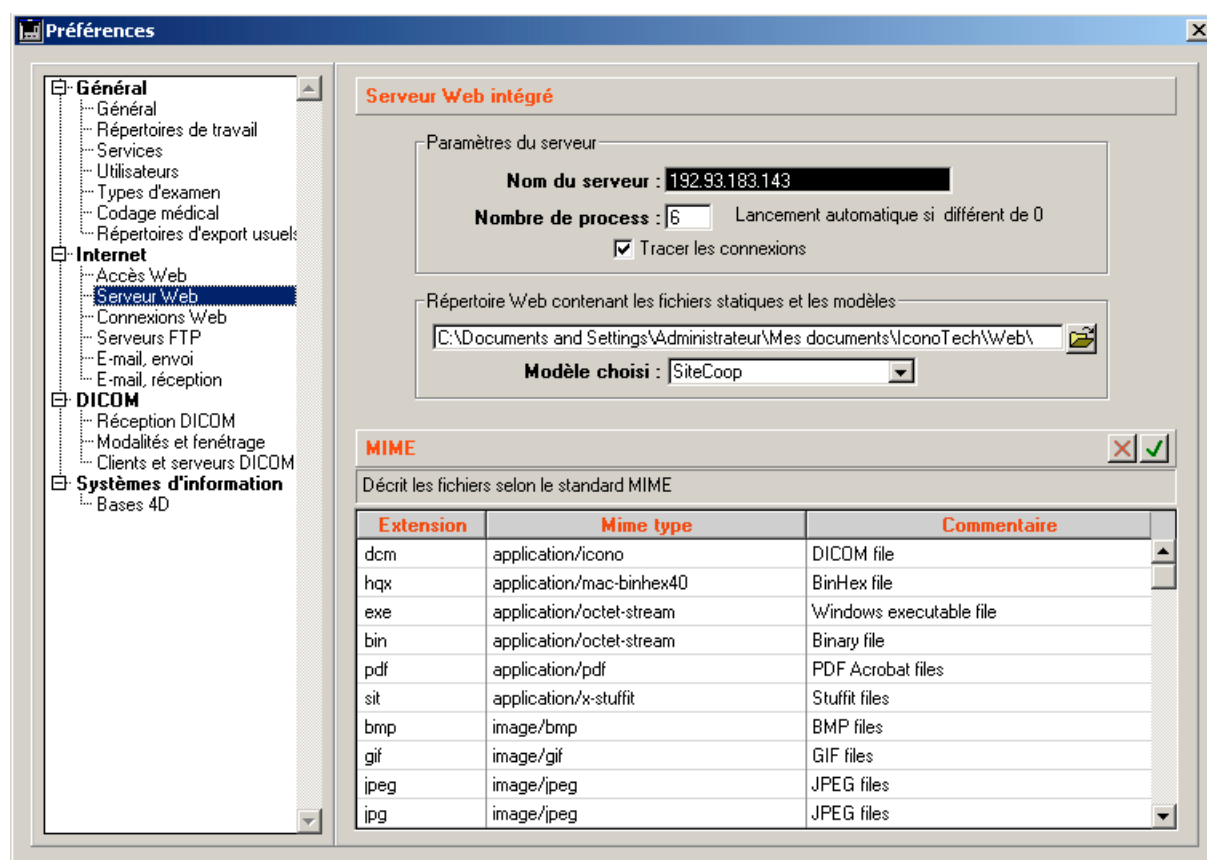 Préférences
Général
Général
Répertoires de travail
Services
Utilisateurs
Types d'examen
Codage médical
Répertoires d'export usuels
Internet
Accès Web
Serveur Web
Connexions Web
Serveurs FTP
E-mail, envoi
E-mail, réception
DICOM
Réception DICOM
Modalités et fenétrage
Clients et serveurs DICOM
Systèmes d'information
Bases 4D
Serveur Web intégré
Paramètres du serveur
Nom du serveur : 192.93.183.143
Nombre de process : 6 Lancement automatique si différent de 0
Tracer les connexions
Répertoire Web contenant les fichiers statiques et les modèles
C:\Documents and Settings\Administrateur\Mes documents\IconoTech\Web\
Modèle choisi : SiteCoop
MIME
Décrit les fichiers selon le standard MIME
Extension Mime type Commentaire
dcm application/icono DICOM file
hqx application/mac-binhex40 BinHex file
exe application/octet-stream Windows executable file
bin application/octet-stream Binary file
pdf application/pdf PDF Acrobat files
sit application/x-stuffit Stuffit files
bmp image/bmp BMP files
gif image/gif GIF files
jpeg image/jpeg JPEG files
jpg image/jpeg JPEG files